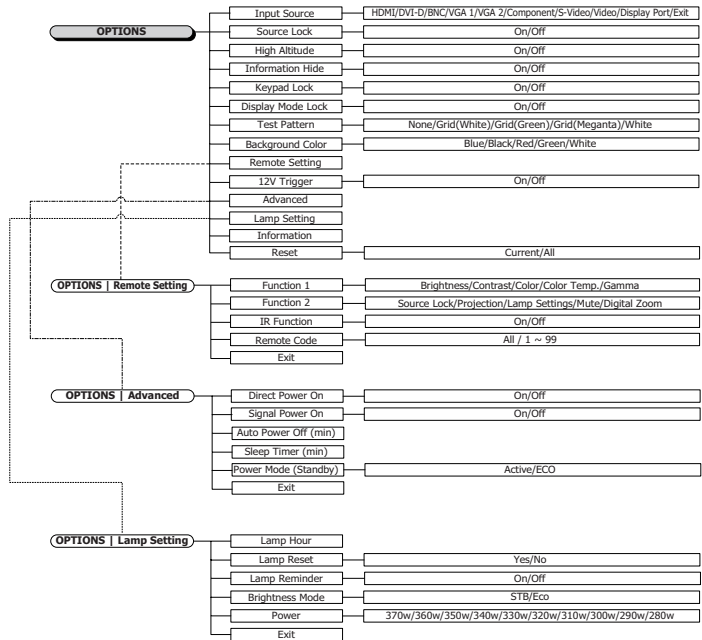 Input Source HDMI/DVI-D/BNC/VGA 1/VGA 2/Component/S-Video/Video/Display Port/Exit
OPTIONS Source Lock On/Off
High Altitude On/Off
Information Hide On/Off
Keypad Lock On/Off
Display Mode Lock On/Off
Test Pattern None/Grid(White)/Grid(Green)/Grid(Meganta)/White
Background Color Blue/Black/Red/Green/White
Remote Setting
12V Trigger On/Off
Advanced
Lamp Setting
Information
Reset Current/All
OPTIONS | Remote Setting Function 1 Brightness/Contrast/Color/Color Temp./Gamma
Function 2 Source Lock/Projection/Lamp Settings/Mute/Digital Zoom
IR Function On/Off
Remote Code All / 1 ~ 99
Exit
OPTIONS | Advanced Direct Power On On/Off
Signal Power On On/Off
Auto Power Off (min)
Sleep Timer (min)
Power Mode (Standby) Active/ECO
Exit
OPTIONS | Lamp Setting Lamp Hour
Lamp Reset Yes/No
Lamp Reminder On/Off
Brightness Mode STB/Eco
Power 370w/360w/350w/340w/330w/320w/310w/300w/290w/280w
Exit